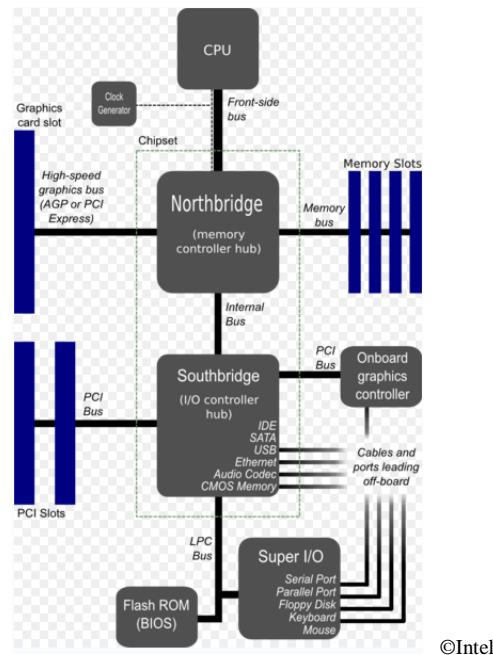 CPU
Clock
Generator
Front-side
bus
Graphics
card slot
Chipset
High-speed
graphics bus
(AGP or PCI
Express)
Northbridge
(memory
controller hub)
Memory Slots
Memory
bus
Internal
Bus
PCI
Bus
Southbridge
(I/O controller
hub)
PCI
Bus
Onboard
graphics
controller
IDE
SATA
USB
Ethernet
Audio Codec
CMOS Memory
Cables and
ports leading
off-board
PCI Slots
LPC
Bus
Super I/O
Serial Port
Parallel Port
Floppy Disk
Keyboard
Mouse
Flash ROM
(BIOS)
©Intel